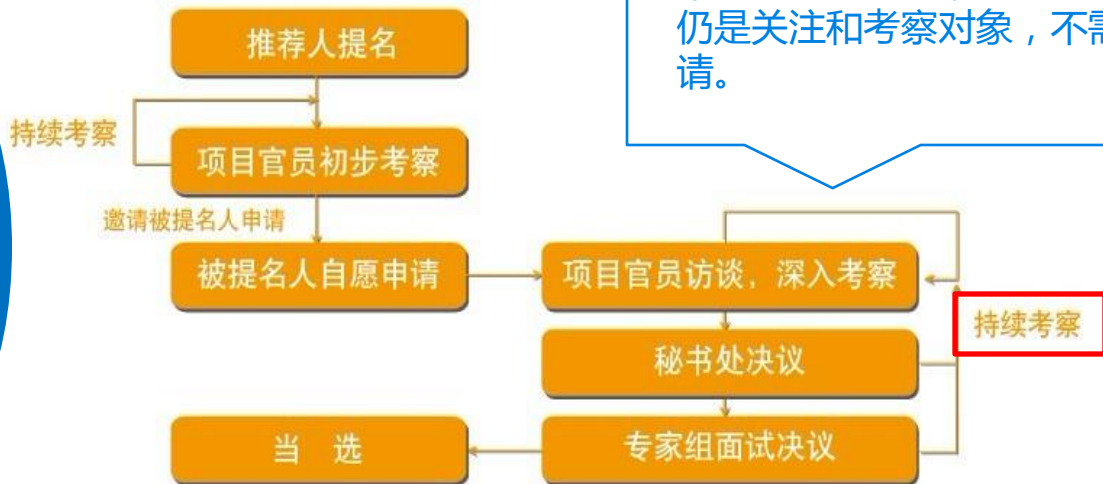 仍是关注和考察对象，不需
请。
推荐人提名
持续考察
项目官员初步考察
邀请被提名人申请
被提名人自愿申请
项目官员访谈，深入考察
持续考察
秘书处决议
专家组面试决议
当 选